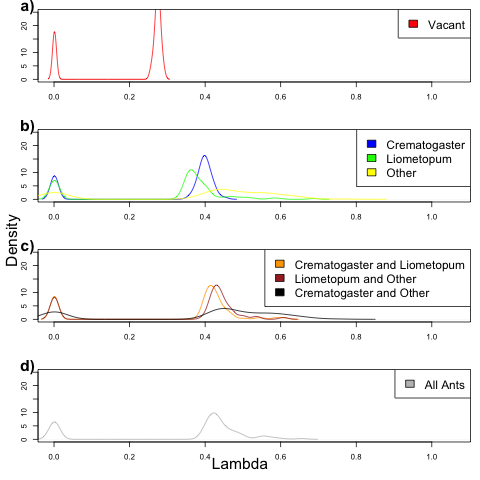 a)
Vacant
0 5 10 20
0.0 0.2 0.4 0.6 0.8 1.0
b)
Crematogaster
Liometopum
Other
0 5 10 20
0.0 0.2 0.4 0.6 0.8 1.0
Density
c)
Crematogaster and Liometopum
Liometopum and Other
Crematogaster and Other
0 5 10 20
0.0 0.2 0.4 0.6 0.8 1.0
d)
All Ants
0 5 10 20
0.0 0.2 0.4 0.6 0.8 1.0
Lambda